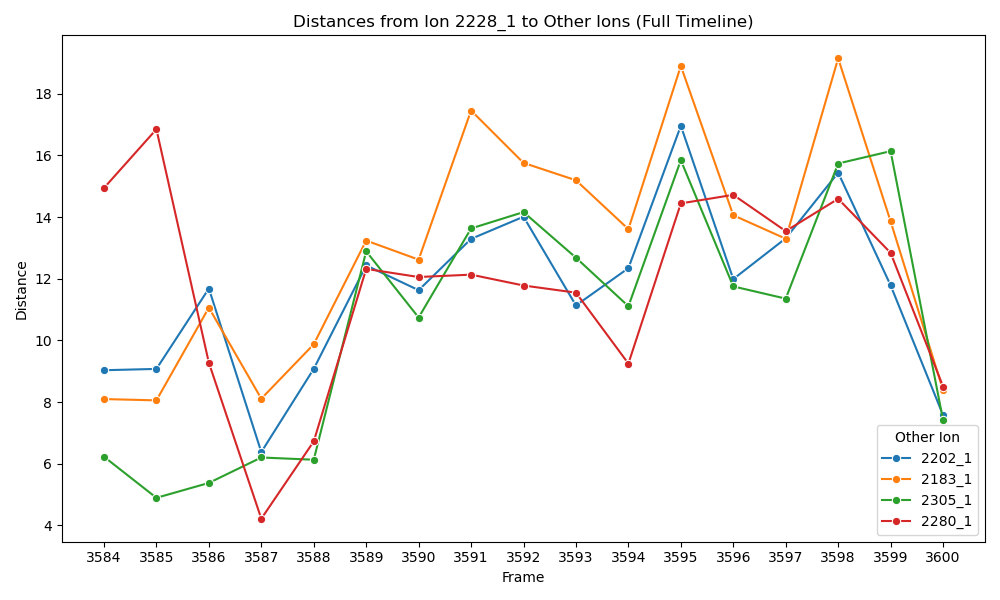 Distances from Ion 2228_1 to Other Ions (Full Timeline)
Distance
18
16
14
12
10
8
6
4
Other Ion
2202_1
2183_1
2305_1
2280_1
3584 3585 3586 3587 3588 3589 3590 3591 3592 3593 3594 3595 3596 3597 3598 3599 3600
Frame